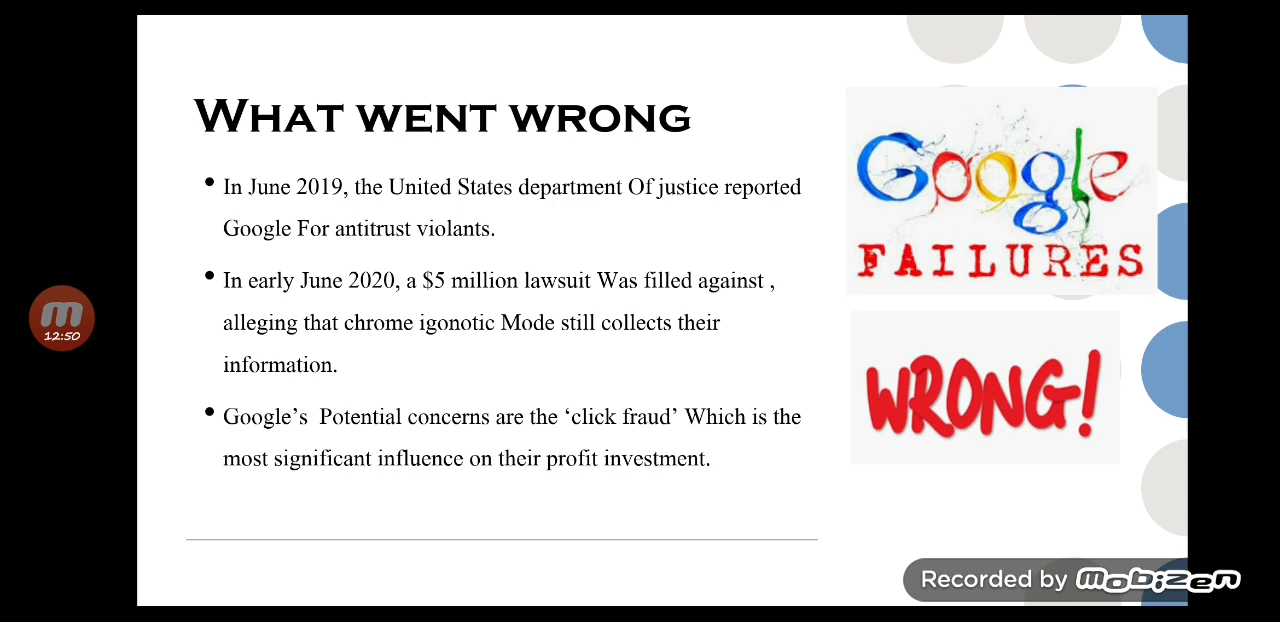 WHAT WENT WRONG
• In June 2019, the United States department Of justice reported
Google For antitrust violants.
• In early June 2020, a $5 million lawsuit Was filled against ,
alleging that chrome igonotic Mode still collects their
information.
• Google’s Potential concerns are the ‘click fraud’ Which is the
most significant influence on their profit investment.
Google
FAILURES
WRONG!
m
12:50
Recorded by mobizen